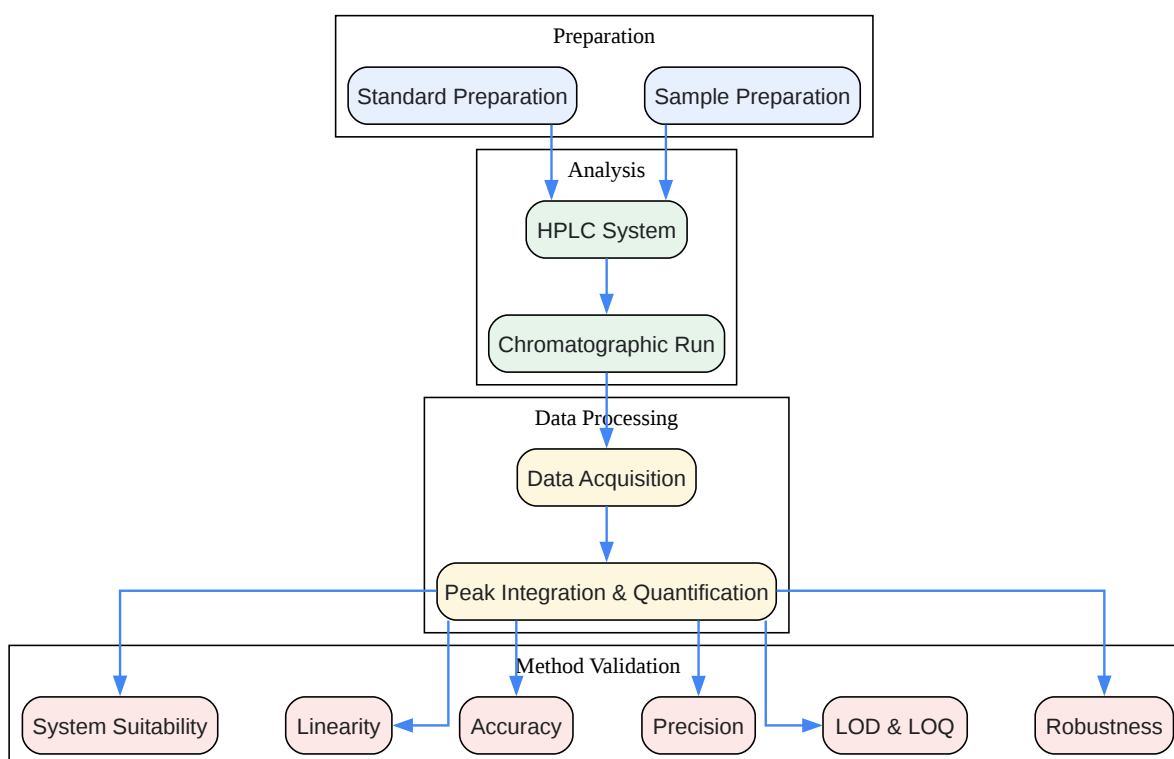 Preparation
Standard Preparation
Sample Preparation
Analysis
HPLC System
Chromatographic Run
Data Processing
Data Acquisition
Peak Integration & Quantification
Method Validation
System Suitability
Linearity
Accuracy
Precision
LOD & LOQ
Robustness